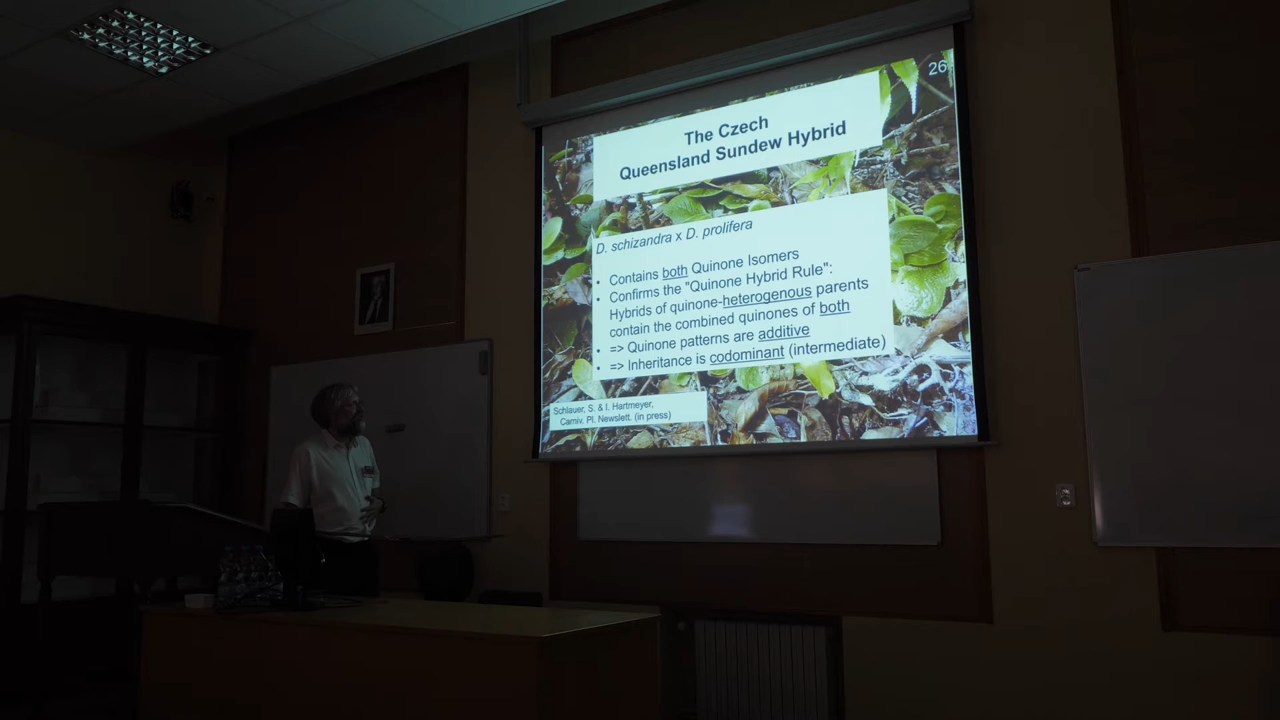 26
The Czech
Queensland Sundew Hybrid
D. schizandra x D. prolifera
• Contains both Quinone Isomers
• Confirms the "Quinone Hybrid Rule":
Hybrids of quinone-heterogenous parents
contain the combined quinones of both
• => Quinone patterns are additive
• => Inheritance is codominant (intermediate)
Schlauer, S. & I. Hartmeyer,
Carniv. Pl. Newslett. (in press)